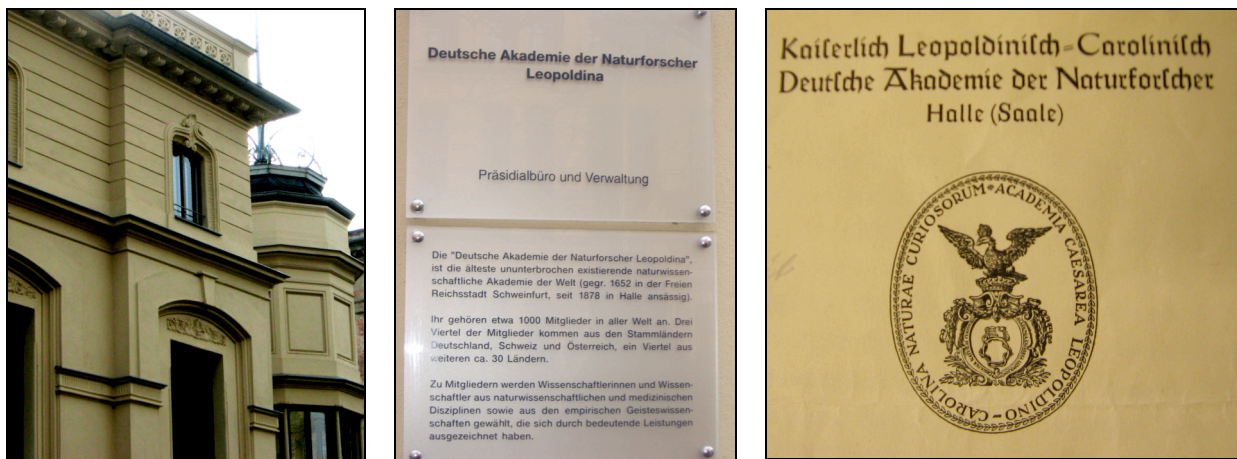 Deutsche Akademie der Naturforscher
Leopoldina
Präsidialbüro und Verwaltung
Die "Deutsche Akademie der Naturforscher Leopoldina",
ist die älteste ununterbrochen existierende naturwissen-
schaftliche Akademie der Welt (gegr. 1652 in der Freien
Reichsstadt Schweinfurt, seit 1878 in Halle ansässig).
Ihr gehören etwa 1000 Mitglieder in aller Welt an. Drei
Viertel der Mitglieder kommen aus den Stammländern
Deutschland, Schweiz und Österreich, ein Viertel aus
weiteren ca. 30 Ländern.
Zu Mitgliedern werden Wissenschaftlerinnen und Wissen-
schaftler aus naturwissenschaftlichen und medizinischen
Disziplinen sowie aus den empirischen Geisteswissen-
schaften gewählt, die sich durch bedeutende Leistungen
ausgezeichnet haben.
Kaiſerlich Leopoldiniſch-Caroliniſch
Deutſche Akademie der Naturforſcher
Halle (Saale)
ACADEMIA CAESAREA LEOPOLDINO-CAROLINA NATURAE CURIOSORUM